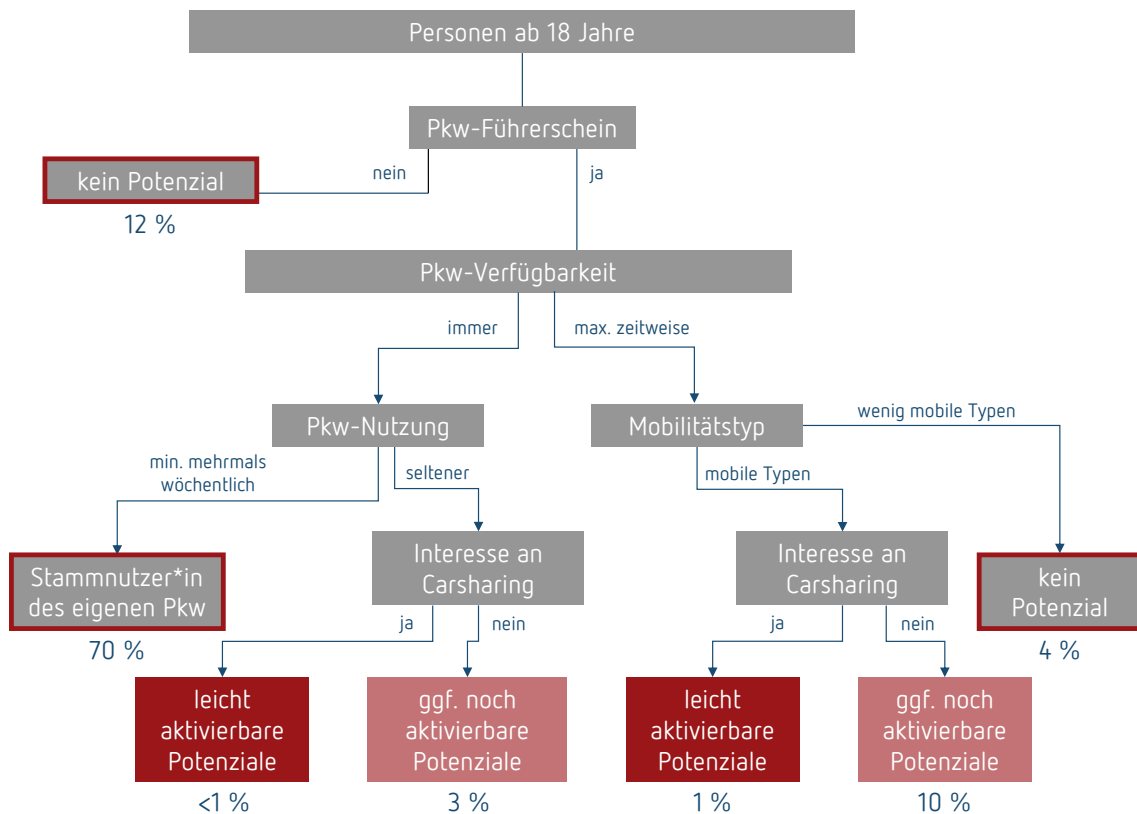 Personen ab 18 Jahre
Pkw-Führerschein
nein
ja
kein Potenzial
12 %
Pkw-Verfügbarkeit
immer
max. zeitweise
Pkw-Nutzung
Mobilitätstyp
wenig mobile Typen
min. mehrmals
wöchentlich
seltener
mobile Typen
Stammnutzer*in
des eigenen Pkw
70 %
Interesse an
Carsharing
Interesse an
Carsharing
kein
Potenzial
4 %
ja
nein
ja
nein
leicht
aktivierbare
Potenziale
<1 %
ggf. noch
aktivierbare
Potenziale
3 %
leicht
aktivierbare
Potenziale
1 %
ggf. noch
aktivierbare
Potenziale
10 %